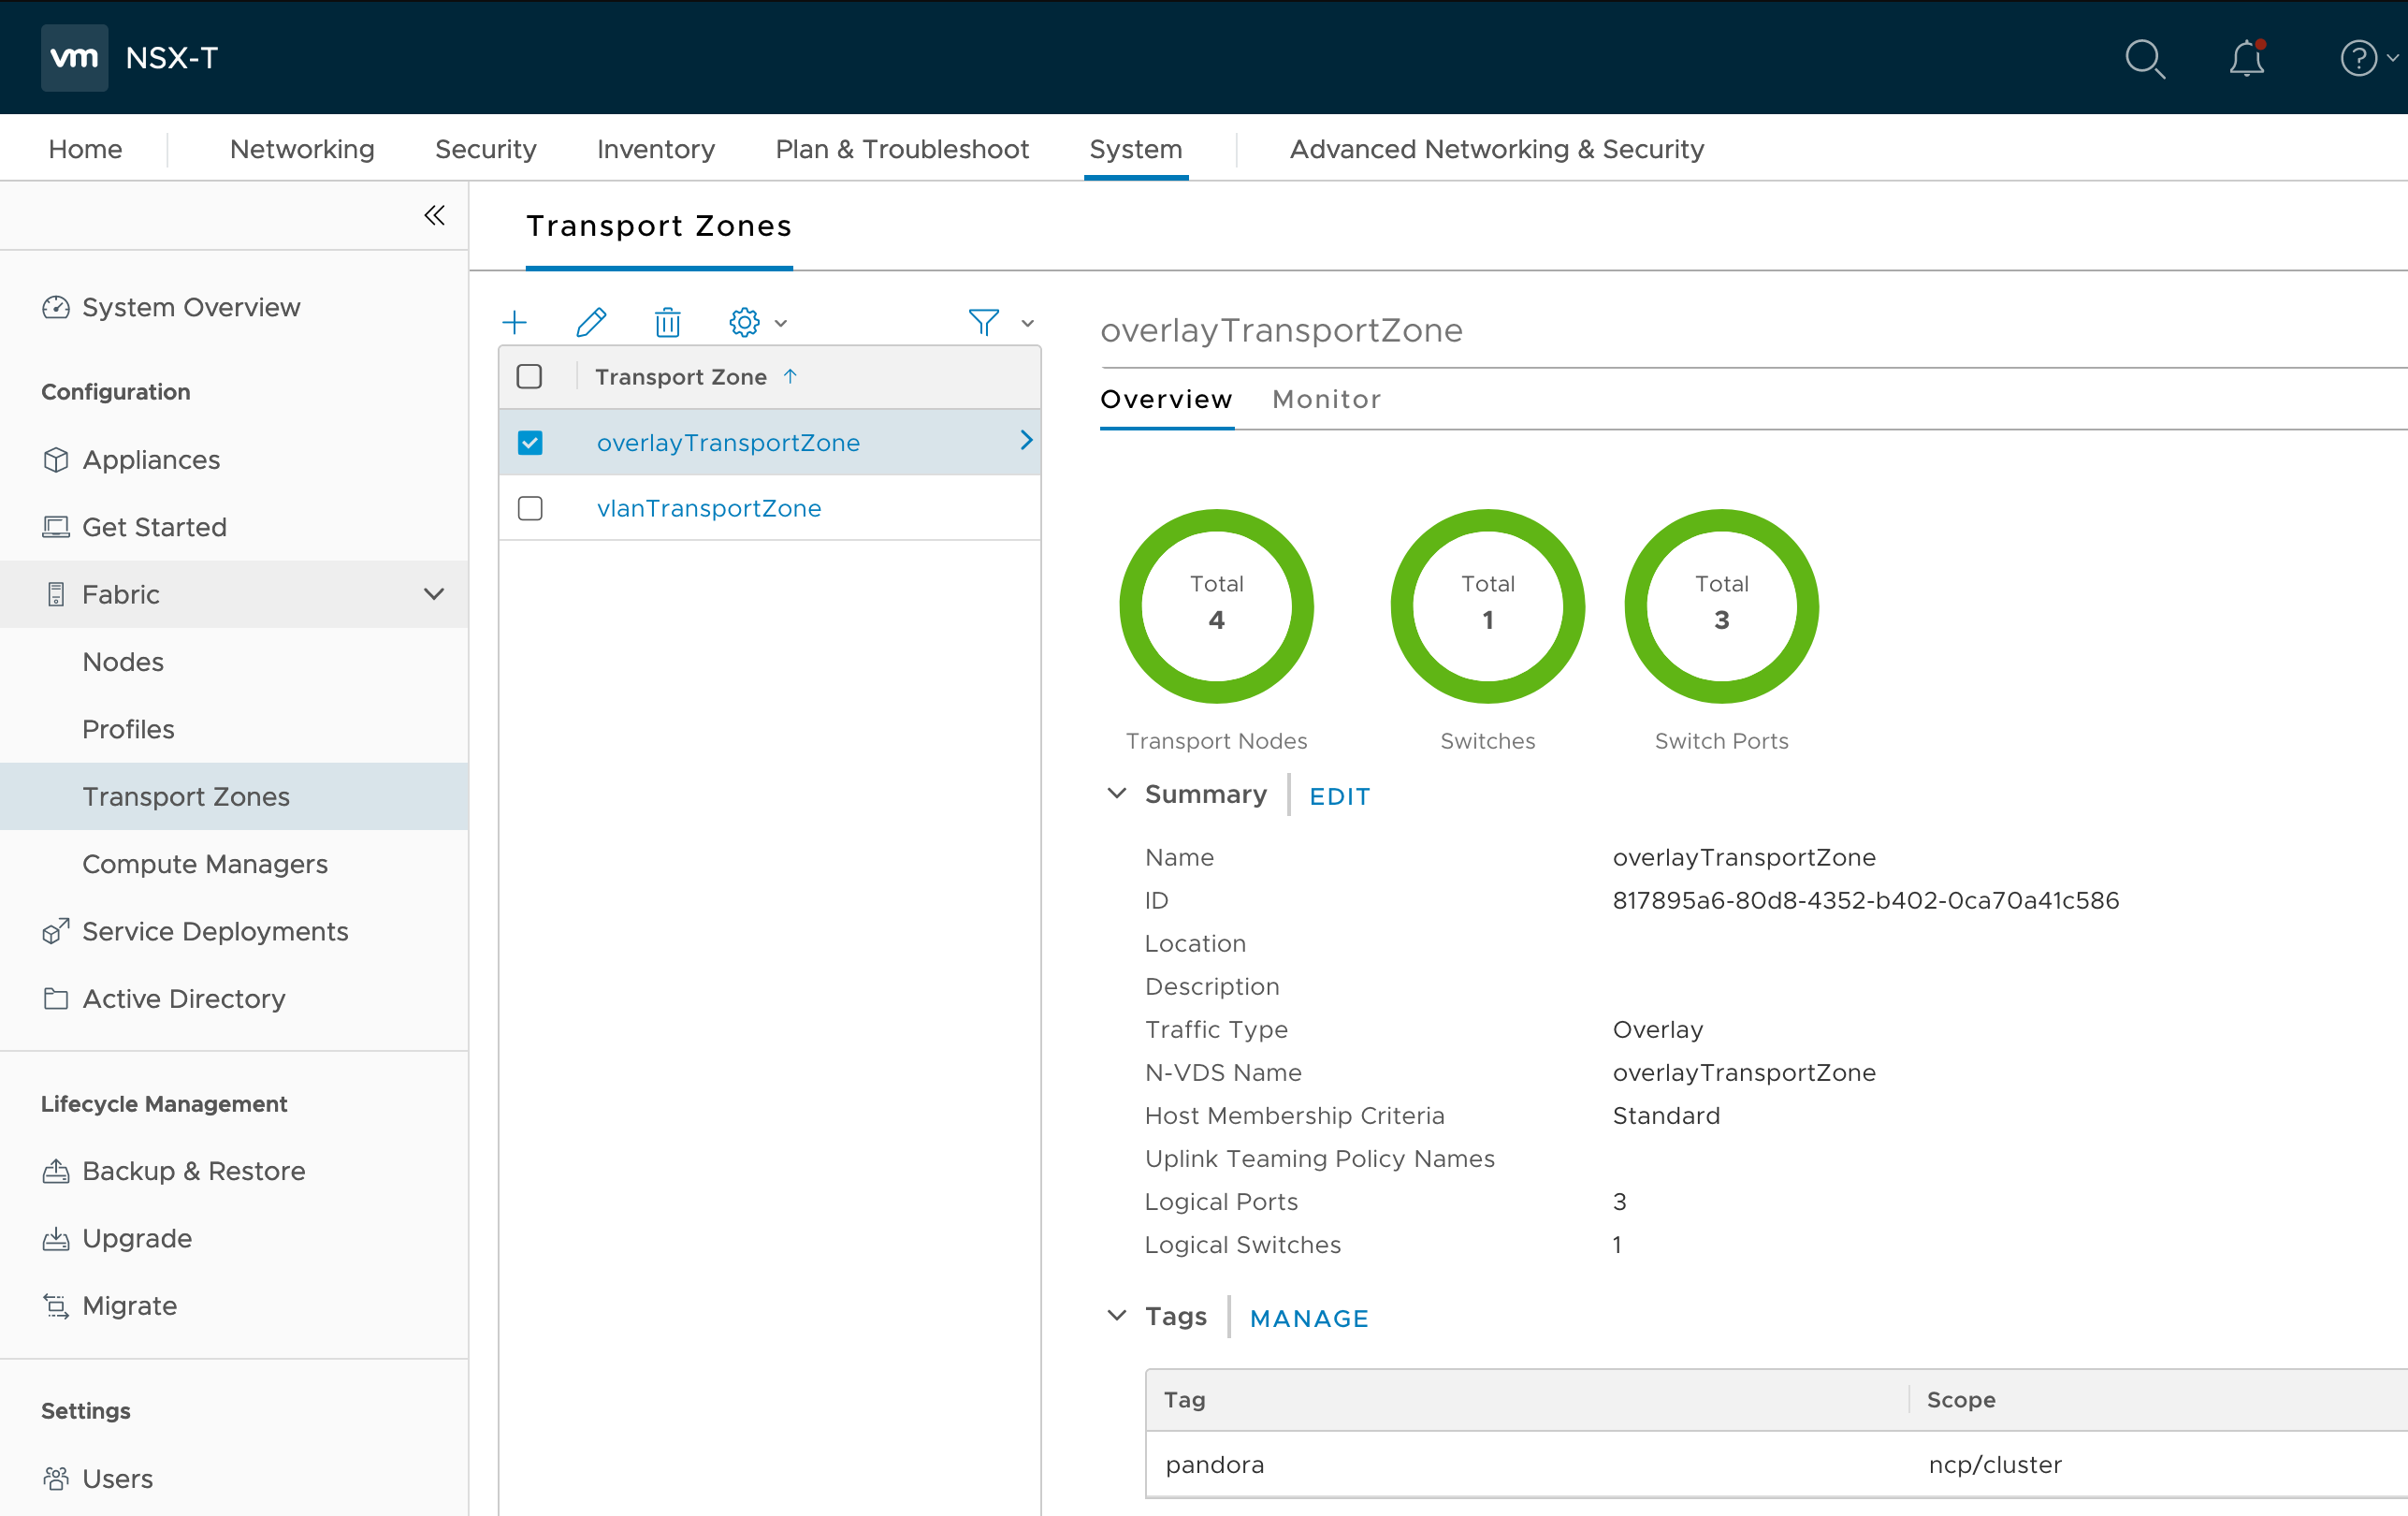 vm NSX-T
Home Networking Security Inventory Plan & Troubleshoot System Advanced Networking & Security
System Overview
Configuration
Appliances
Get Started
Fabric
Nodes
Profiles
Transport Zones
Compute Managers
Service Deployments
Active Directory
Lifecycle Management
Backup & Restore
Upgrade
Migrate
Settings
Users
Transport Zones
Transport Zone
overlayTransportZone
vlanTransportZone
overlayTransportZone
Overview Monitor
Total
4
Transport Nodes
Total
1
Switches
Total
3
Switch Ports
Summary EDIT
Name overlayTransportZone
ID 817895a6-80d8-4352-b402-0ca70a41c586
Location
Description
Traffic Type Overlay
N-VDS Name overlayTransportZone
Host Membership Criteria Standard
Uplink Teaming Policy Names
Logical Ports 3
Logical Switches 1
Tags MANAGE
Tag Scope
pandora ncp/cluster